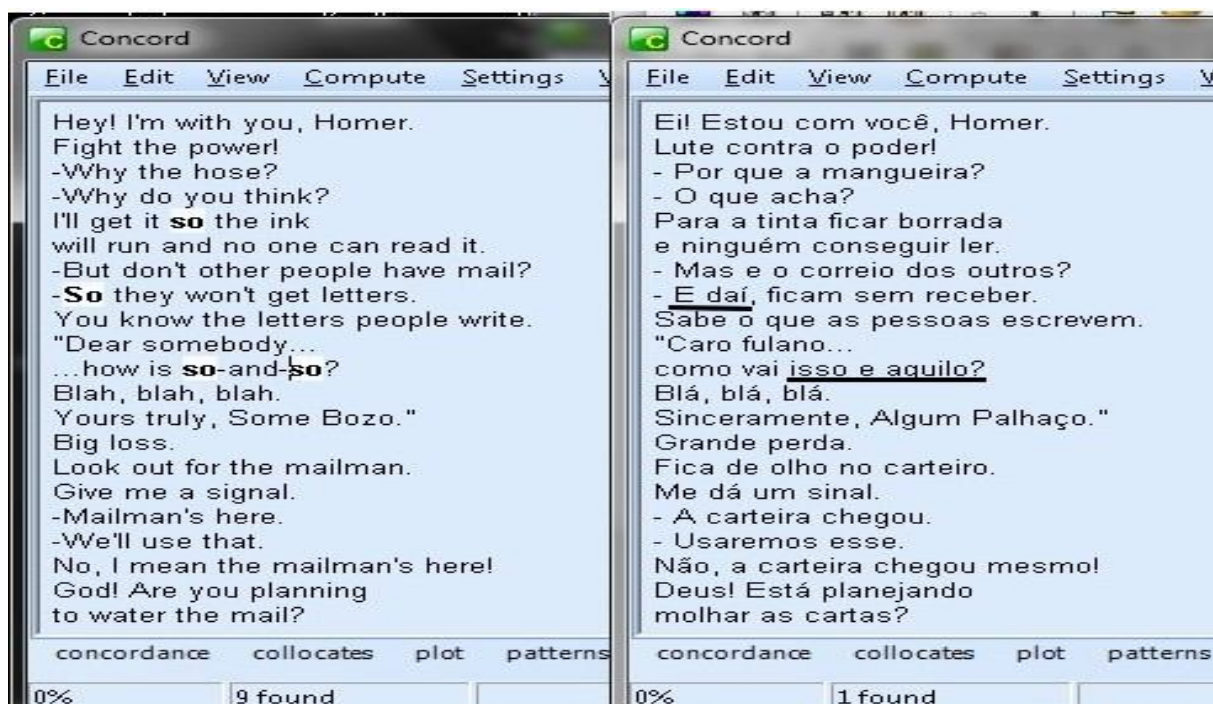 Concord
File Edit View Compute Settings
Hey! I'm with you, Homer.
Fight the power!
-Why the hose?
-Why do you think?
I'll get it so the ink
will run and no one can read it.
-But don't other people have mail?
-So they won't get letters.
You know the letters people write.
"Dear somebody...
...how is so-and-so?
Blah, blah, blah.
Yours truly, Some Bozo."
Big loss.
Look out for the mailman.
Give me a signal.
-Mailman's here.
-We'll use that.
No, I mean the mailman's here!
God! Are you planning
to water the mail?
concordance collocates plot patterns
0% 9 found
Concord
File Edit View Compute Settings
Ei! Estou com você, Homer.
Lute contra o poder!
- Por que a mangueira?
- O que acha?
Para a tinta ficar borrada
e ninguém conseguir ler.
- Mas e o correio dos outros?
- E daí, ficam sem receber.
Sabe o que as pessoas escrevem.
"Caro fulano...
como vai isso e aquilo?
Blá, blá, blá.
Sinceramente, Algum Palhaço."
Grande perda.
Fica de olho no carteiro.
Me dá um sinal.
- A carteira chegou.
- Usaremos esse.
Não, a carteira chegou mesmo!
Deus! Está planejando
molhar as cartas?
concordance collocates plot patterns
0% 1 found